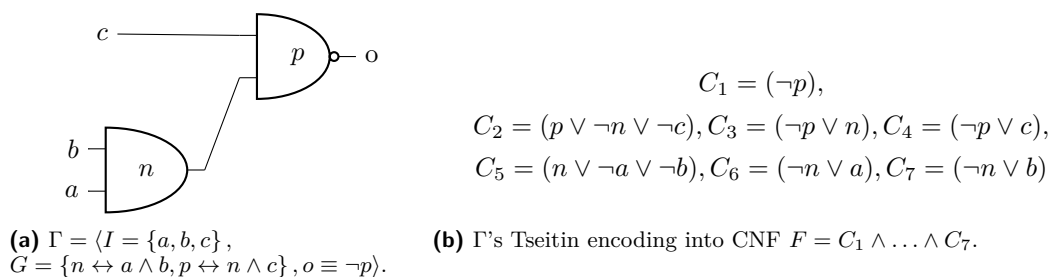 c
p
o
b
n
a
C₁ = (¬p),
C₂ = (p ∨ ¬n ∨ ¬c), C₃ = (¬p ∨ n), C₄ = (¬p ∨ c),
C₅ = (n ∨ ¬a ∨ ¬b), C₆ = (¬n ∨ a), C₇ = (¬n ∨ b)
(a) Γ = ⟨I = {a, b, c} ,
G = {n ↔ a ∧ b, p ↔ n ∧ c} , o ≡ ¬p⟩.
(b) Γ's Tseitin encoding into CNF F = C₁ ∧ . . . ∧ C₇.